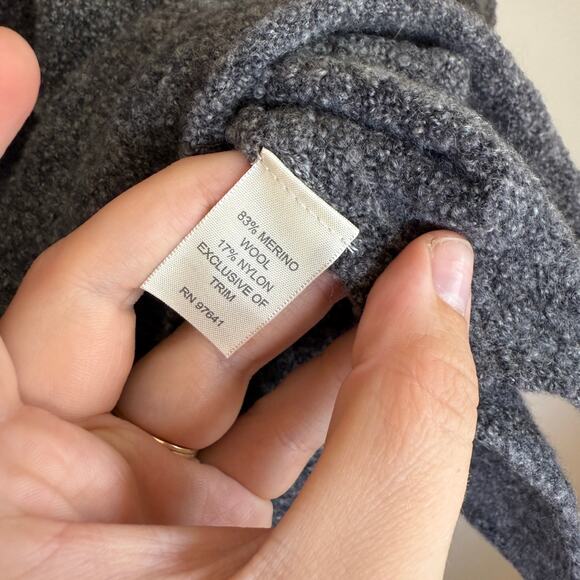 83% MERINO
WOOL
17% NYLON
EXCLUSIVE OF
TRIM
RN 97641